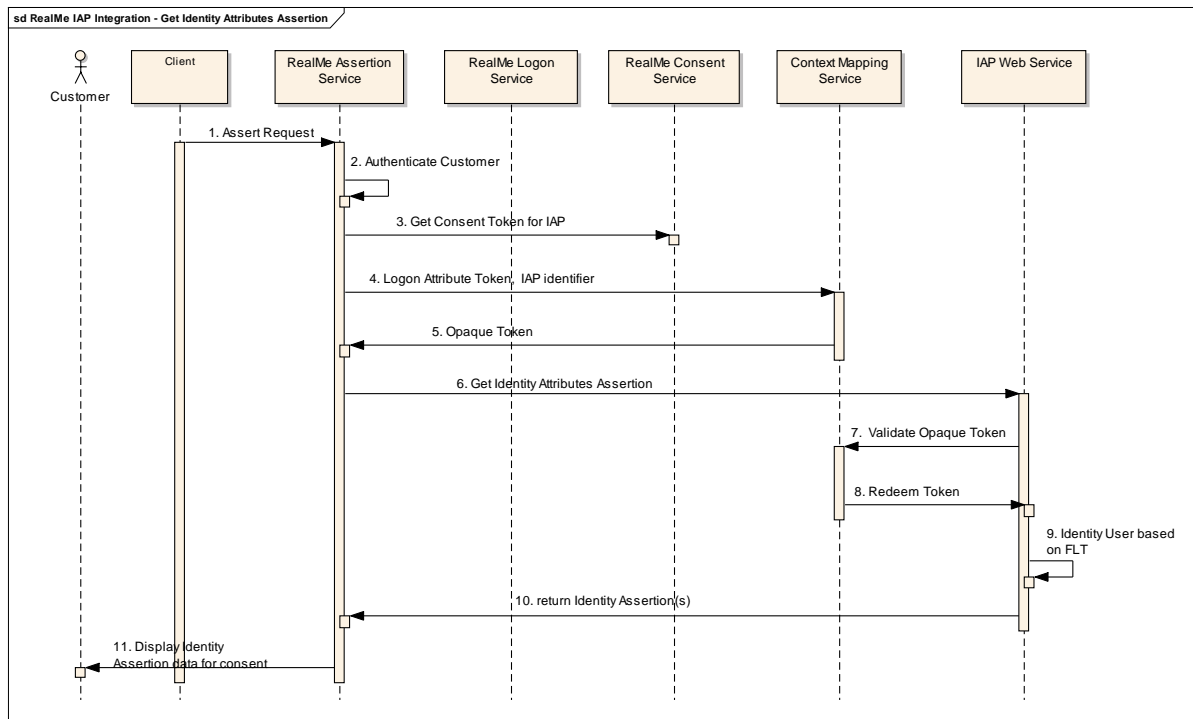 sd RealMe IAP Integration - Get Identity Attributes Assertion
Customer
Client
RealMe Assertion
Service
RealMe Logon
Service
RealMe Consent
Service
Context Mapping
Service
IAP Web Service
1. Assert Request
2. Authenticate Customer
3. Get Consent Token for IAP
4. Logon Attribute Token, IAP identifier
5. Opaque Token
6. Get Identity Attributes Assertion
7. Validate Opaque Token
8. Redeem Token
9. Identity User based
on FLT
10. return Identity Assertion(s)
11. Display Identity
Assertion data for consent